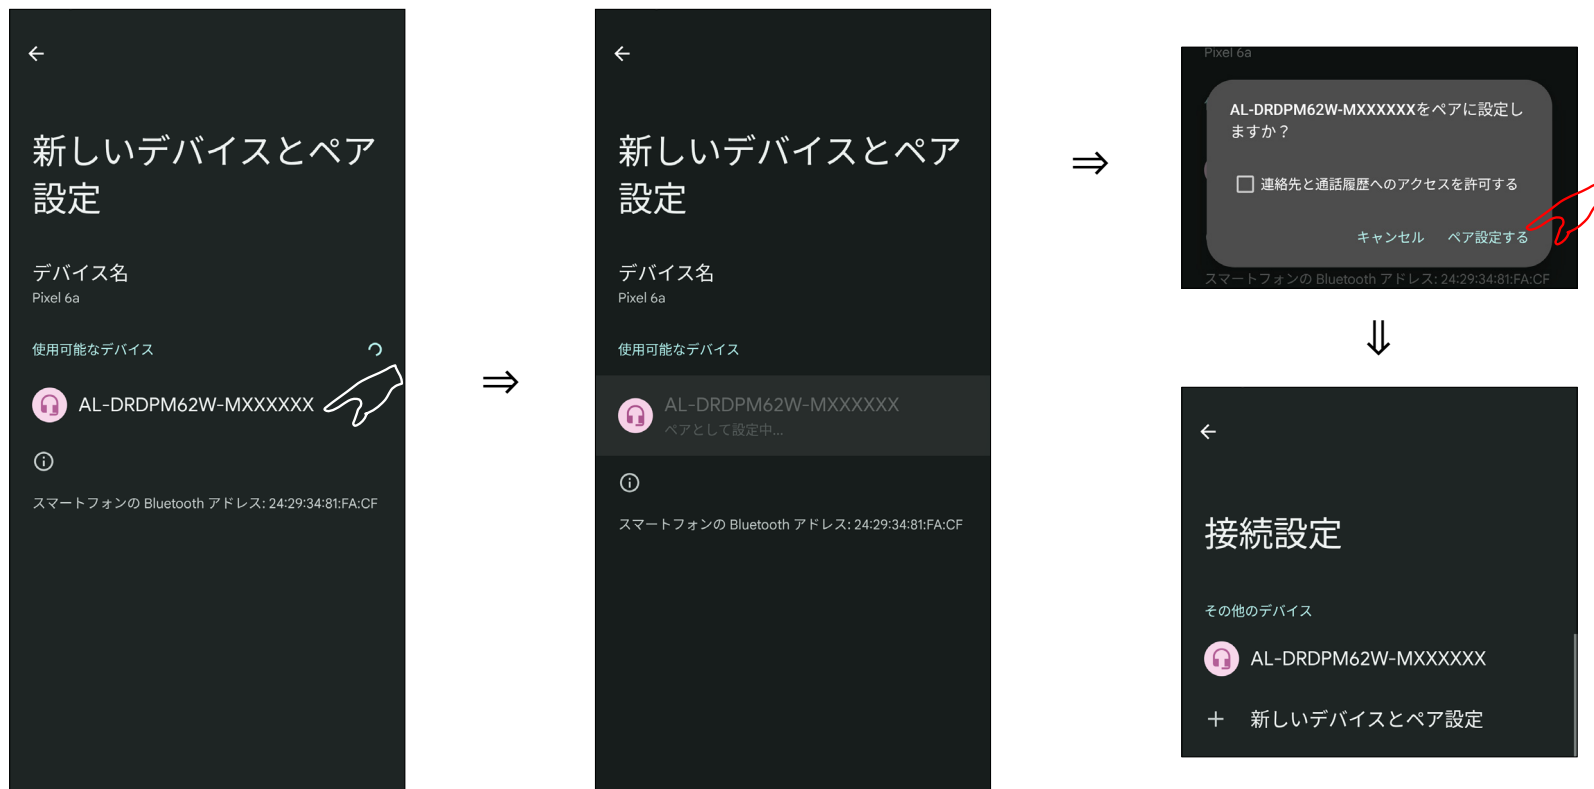 新しいデバイスとペア
設定
デバイス名
Pixel 6a
使用可能なデバイス
AL-DRDPM62W-MXXXXXX
スマートフォンの Bluetooth アドレス: 24:29:34:81:FA:CF
⇒
新しいデバイスとペア
設定
デバイス名
Pixel 6a
使用可能なデバイス
AL-DRDPM62W-MXXXXXX
ペアとして設定中...
スマートフォンの Bluetooth アドレス: 24:29:34:81:FA:CF
⇒
Pixel 6a
AL-DRDPM62W-MXXXXXXをペアに設定し
ますか？
連絡先と通話履歴へのアクセスを許可する
キャンセル ペア設定する
スマートフォンの Bluetooth アドレス: 24:29:34:81:FA:CF
⇓
接続設定
その他のデバイス
AL-DRDPM62W-MXXXXXX
+ 新しいデバイスとペア設定